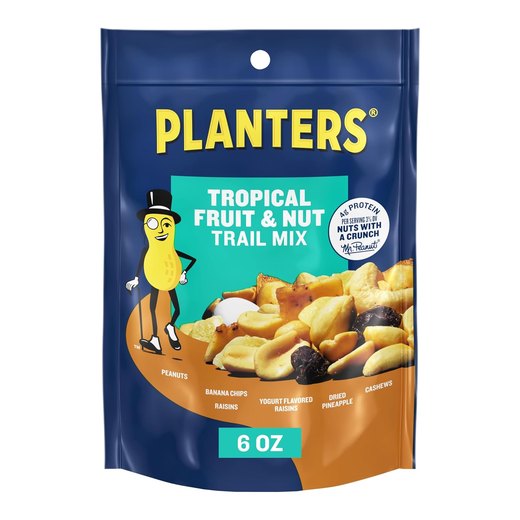 PLANTERS®
TROPICAL
FRUIT & NUT
TRAIL MIX
4g PROTEIN
PER SERVING 3% DV
NUTS WITH
A CRUNCH
Mr. Peanut
TM
PEANUTS
BANANA CHIPS
RAISINS
YOGURT FLAVORED
RAISINS
DRIED
PINEAPPLE
CASHEWS
6 OZ